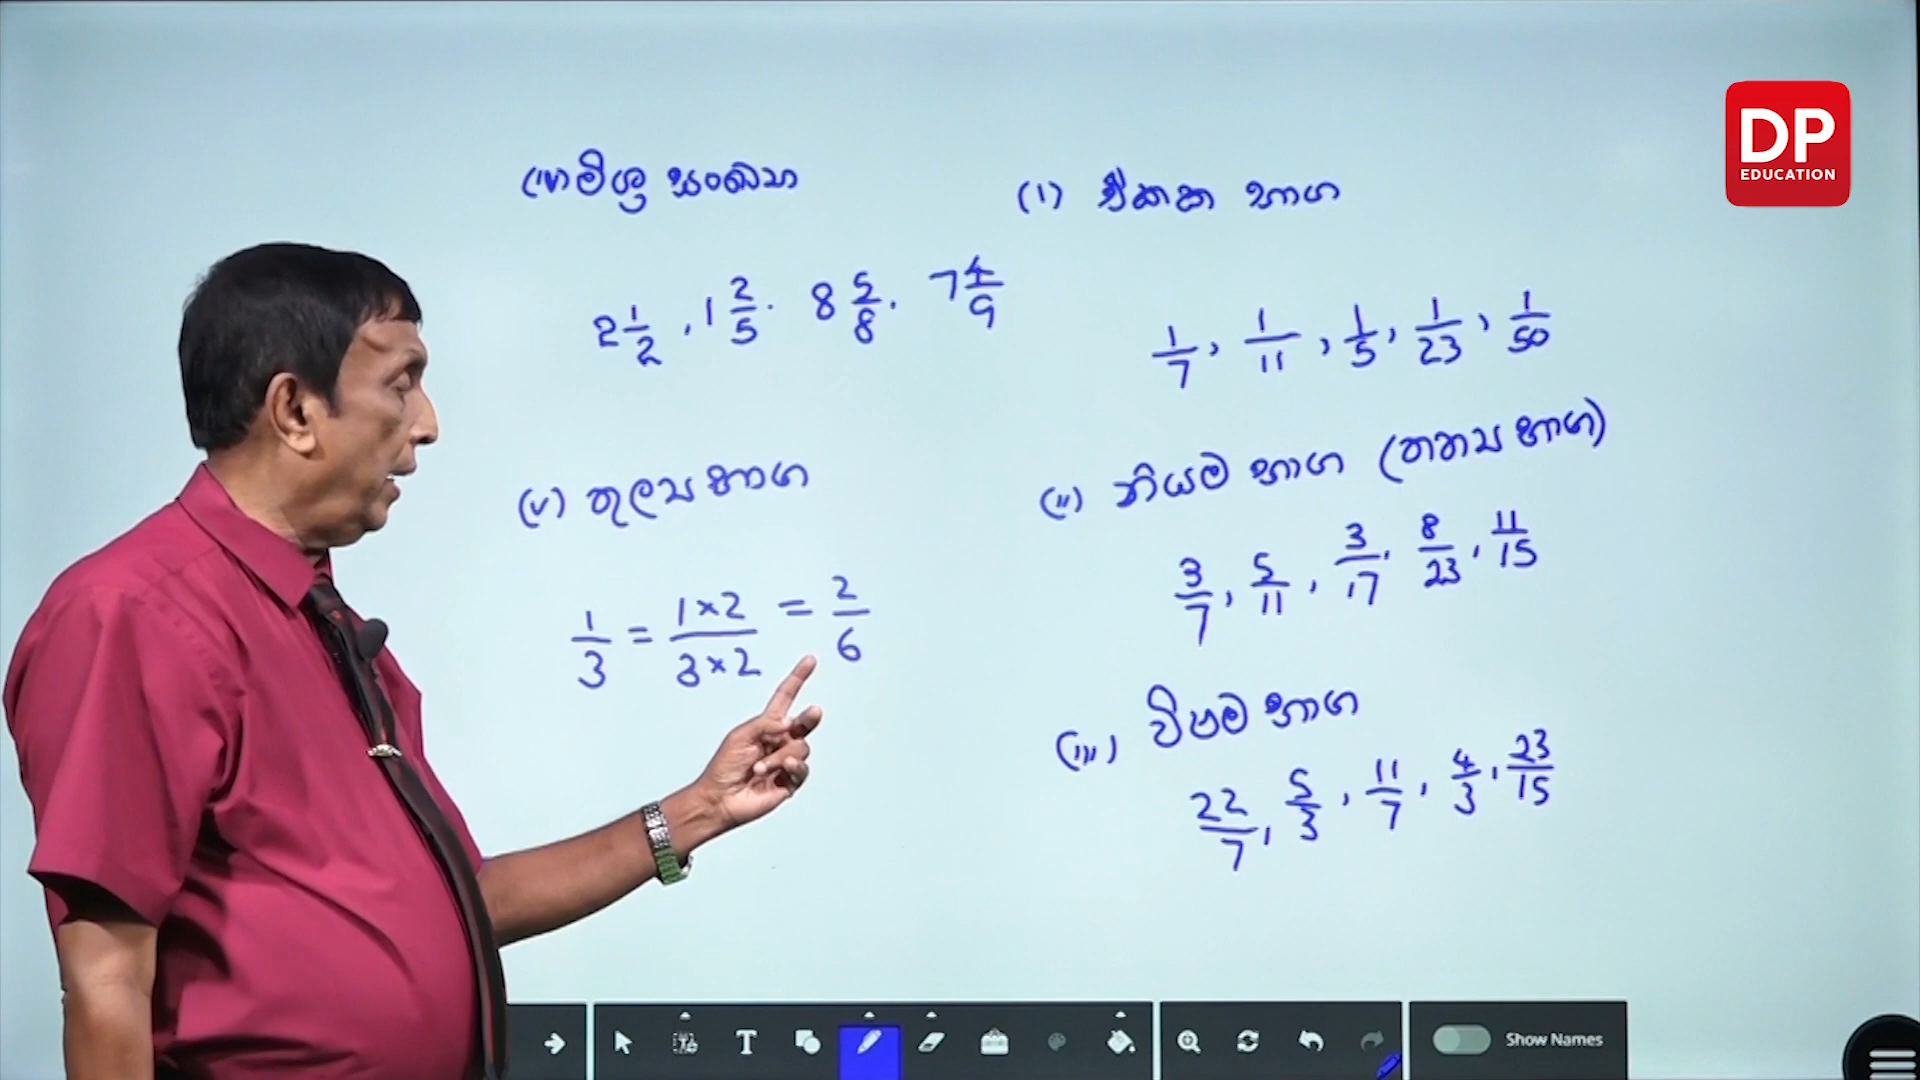 (iv) මිශ්‍ර සංඛ්‍යා
2 1/2 , 1 2/5 . 8 5/8 . 7 4/9
(v) තුල්‍ය භාග
1/3 = 1×2/3×2 = 2/6
(i) ඒකක භාග
1/7 , 1/11 , 1/5 , 1/23 , 1/50
(ii) නියම භාග (තත්‍ය භාග)
3/7 , 5/11 , 3/17 . 8/23 , 11/15
(iii) විෂම භාග
22/7 , 5/3 , 11/7 , 4/3 , 23/15
DP
EDUCATION
T
Show Names